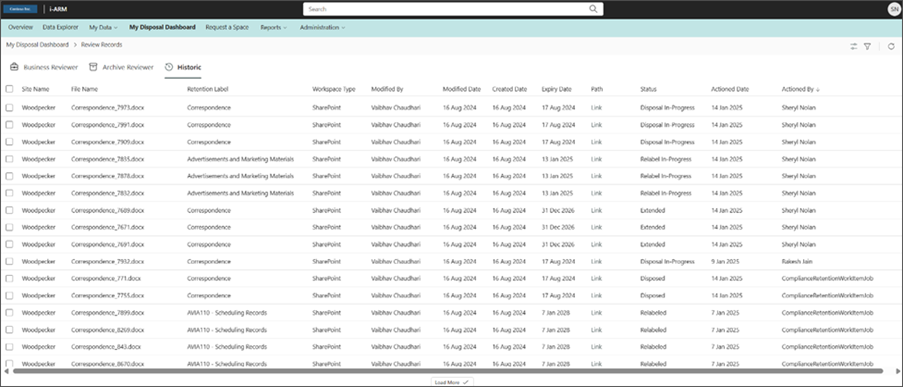 Contoso Inc. i-ARM Search SN
Overview Data Explorer My Data My Disposal Dashboard Request a Space Reports Administration
My Disposal Dashboard > Review Records
Business Reviewer Archive Reviewer Historic
Site Name File Name Retention Label Workspace Type Modified By Modified Date Created Date Expiry Date Path Status Actioned Date Actioned By ↓
Woodpecker Correspondence_7973.docx Correspondence SharePoint Vaibhav Chaudhari 16 Aug 2024 16 Aug 2024 17 Aug 2024 Link Disposal In-Progress 14 Jan 2025 Sheryl Nolan
Woodpecker Correspondence_7991.docx Correspondence SharePoint Vaibhav Chaudhari 16 Aug 2024 16 Aug 2024 17 Aug 2024 Link Disposal In-Progress 14 Jan 2025 Sheryl Nolan
Woodpecker Correspondence_7909.docx Correspondence SharePoint Vaibhav Chaudhari 16 Aug 2024 16 Aug 2024 17 Aug 2024 Link Disposal In-Progress 14 Jan 2025 Sheryl Nolan
Woodpecker Correspondence_7835.docx Advertisements and Marketing Materials SharePoint Vaibhav Chaudhari 16 Aug 2024 16 Aug 2024 13 Jan 2025 Link Relabel In-Progress 14 Jan 2025 Sheryl Nolan
Woodpecker Correspondence_7878.docx Advertisements and Marketing Materials SharePoint Vaibhav Chaudhari 16 Aug 2024 16 Aug 2024 13 Jan 2025 Link Relabel In-Progress 14 Jan 2025 Sheryl Nolan
Woodpecker Correspondence_7832.docx Advertisements and Marketing Materials SharePoint Vaibhav Chaudhari 16 Aug 2024 16 Aug 2024 13 Jan 2025 Link Relabel In-Progress 14 Jan 2025 Sheryl Nolan
Woodpecker Correspondence_7689.docx Correspondence SharePoint Vaibhav Chaudhari 16 Aug 2024 16 Aug 2024 31 Dec 2026 Link Extended 14 Jan 2025 Sheryl Nolan
Woodpecker Correspondence_7671.docx Correspondence SharePoint Vaibhav Chaudhari 16 Aug 2024 16 Aug 2024 31 Dec 2026 Link Extended 14 Jan 2025 Sheryl Nolan
Woodpecker Correspondence_7691.docx Correspondence SharePoint Vaibhav Chaudhari 16 Aug 2024 16 Aug 2024 31 Dec 2026 Link Extended 14 Jan 2025 Sheryl Nolan
Woodpecker Correspondence_7932.docx Correspondence SharePoint Vaibhav Chaudhari 16 Aug 2024 16 Aug 2024 17 Aug 2024 Link Disposal In-Progress 9 Jan 2025 Rakesh Jain
Woodpecker Correspondence_771.docx Correspondence SharePoint Vaibhav Chaudhari 16 Aug 2024 16 Aug 2024 17 Aug 2024 Link Disposed 14 Jan 2025 ComplianceRetentionWorkItemJob
Woodpecker Correspondence_7755.docx Correspondence SharePoint Vaibhav Chaudhari 16 Aug 2024 16 Aug 2024 17 Aug 2024 Link Disposed 14 Jan 2025 ComplianceRetentionWorkItemJob
Woodpecker Correspondence_7899.docx AVIA110 - Scheduling Records SharePoint Vaibhav Chaudhari 16 Aug 2024 16 Aug 2024 7 Jan 2028 Link Relabeled 7 Jan 2025 ComplianceRetentionWorkItemJob
Woodpecker Correspondence_8269.docx AVIA110 - Scheduling Records SharePoint Vaibhav Chaudhari 16 Aug 2024 16 Aug 2024 7 Jan 2028 Link Relabeled 7 Jan 2025 ComplianceRetentionWorkItemJob
Woodpecker Correspondence_843.docx AVIA110 - Scheduling Records SharePoint Vaibhav Chaudhari 16 Aug 2024 16 Aug 2024 7 Jan 2028 Link Relabeled 7 Jan 2025 ComplianceRetentionWorkItemJob
Woodpecker Correspondence_8670.docx AVIA110 - Scheduling Records SharePoint Vaibhav Chaudhari 16 Aug 2024 16 Aug 2024 7 Jan 2028 Link Relabeled 7 Jan 2025 ComplianceRetentionWorkItemJob
Load More